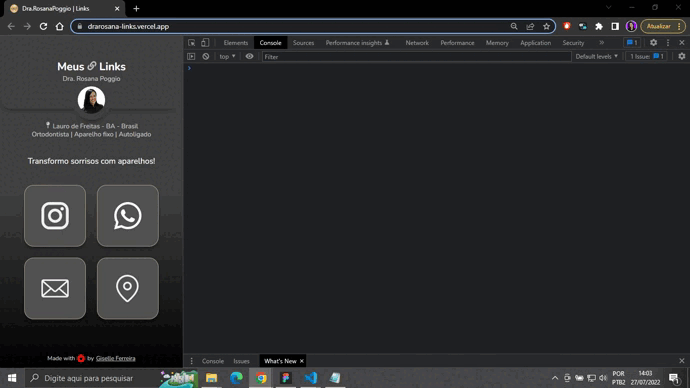 Dra.RosanaPoggio | Links
drarosana-links.vercel.app
Atualizar
Meus Links
Dra. Rosana Poggio
Lauro de Freitas - BA - Brasil
Ortodontista | Aparelho fixo | Autoligado
Transformo sorrisos com aparelhos!
Made with by Giselle Ferreira
Elements Console Sources Performance insights Network Performance Memory Application Security » 1
top Filter Default levels 1 Issue: 1
Console Issues What's New
Digite aqui para pesquisar
POR
PTB2
14:03
27/07/2022